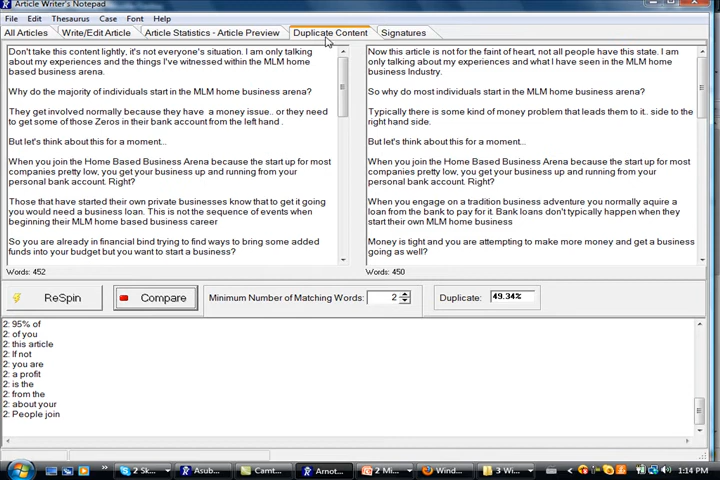 Article Writer's Notepad
File Edit Thesaurus Case Font Help
All Articles Write/Edit Article Article Statistics - Article Preview Duplicate Content Signatures
Don't take this content lightly, it's not everyone's situation. I am only talking
about my experiences and the things I've witnessed within the MLM home
based business arena.
Why do the majority of individuals start in the MLM home business arena?
They get involved normally because they have a money issue.. or they need
to get some of those Zeros in their bank account from the left hand .
But let's think about this for a moment...
When you join the Home Based Business Arena because the start up for most
companies pretty low, you get your business up and running from your
personal bank account. Right?
Those that have started their own private businesses know that to get it going
you would need a business loan. This is not the sequence of events when
beginning their MLM home based business career
So you are already in financial bind trying to find ways to bring some added
funds into your budget but you want to start a business?
Words: 452
Now this article is not for the faint of heart, not all people have this state. I am
only talking about my experiences and what I have seen in the MLM home
business Industry.
So why do most individuals start in the MLM home business arena?
Typically there is some kind of money problem that leads them to it.. side to the
right hand side.
But let's think about this for a moment...
When you join the Home Based Business Arena because the start up for most
companies pretty low, you get your business up and running from your
personal bank account. Right?
When you engage on a tradition business adventure you normally aquire a
loan from the bank to pay for it. Bank loans don't typically happen when they
start their own MLM home business
Money is tight and you are attempting to make more money and get a business
going as well?
Words: 450
ReSpin Compare Minimum Number of Matching Words: 2 Duplicate: 49.34%
2: 95% of
2: of you
2: this article
2: If not
2: you are
2: a profit
2: is the
2: from the
2: about your
2: People join
2 Sk... Asub... Camt... Arnot... 2 Mi... Wind... 3 Wi... 1:14 PM